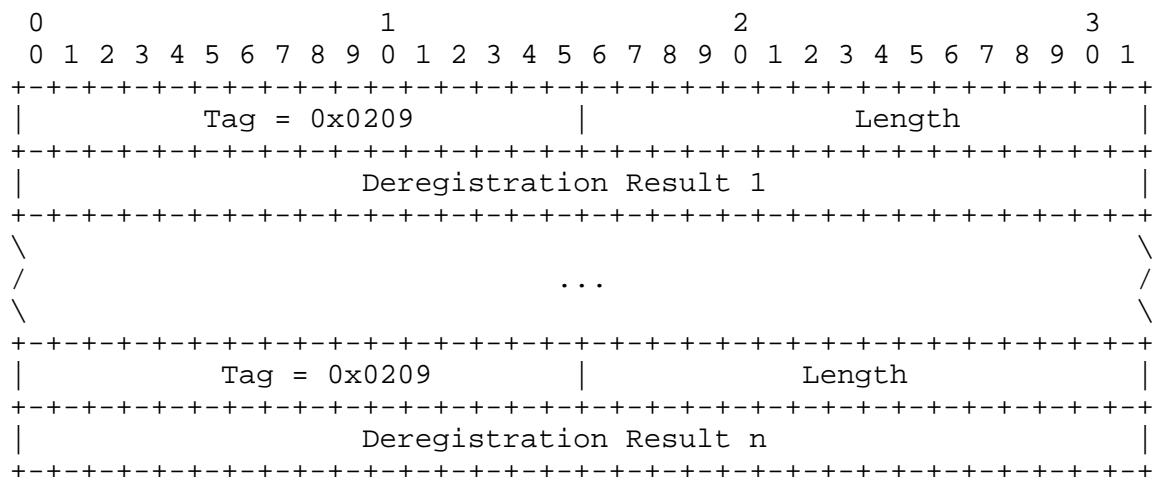 0                   1                   2                   3
 0 1 2 3 4 5 6 7 8 9 0 1 2 3 4 5 6 7 8 9 0 1 2 3 4 5 6 7 8 9 0 1
+-+-+-+-+-+-+-+-+-+-+-+-+-+-+-+-+-+-+-+-+-+-+-+-+-+-+-+-+-+-+-+-+
|          Tag = 0x0209         |               Length          |
+-+-+-+-+-+-+-+-+-+-+-+-+-+-+-+-+-+-+-+-+-+-+-+-+-+-+-+-+-+-+-+-+
|                   Deregistration Result 1                     |
+-+-+-+-+-+-+-+-+-+-+-+-+-+-+-+-+-+-+-+-+-+-+-+-+-+-+-+-+-+-+-+-+
\                                                               \
/                              ...                              /
\                                                               \
+-+-+-+-+-+-+-+-+-+-+-+-+-+-+-+-+-+-+-+-+-+-+-+-+-+-+-+-+-+-+-+-+
|           Tag = 0x0209        |            Length             |
+-+-+-+-+-+-+-+-+-+-+-+-+-+-+-+-+-+-+-+-+-+-+-+-+-+-+-+-+-+-+-+-+
|                   Deregistration Result n                     |
+-+-+-+-+-+-+-+-+-+-+-+-+-+-+-+-+-+-+-+-+-+-+-+-+-+-+-+-+-+-+-+-+